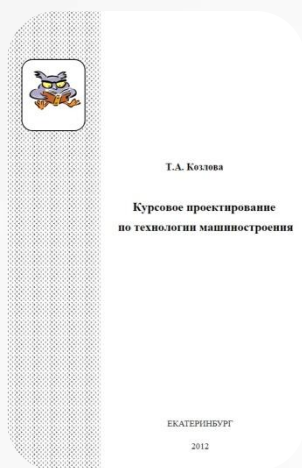 Т.А. Козлова
Курсовое проектирование
по технологии машиностроения
ЕКАТЕРИНБУРГ
2012